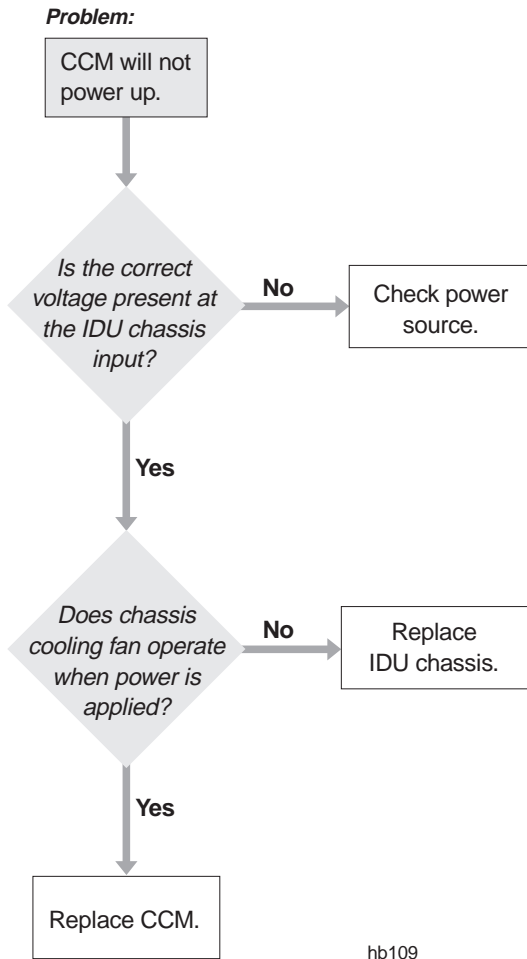 Problem:
CCM will not
power up.
Is the correct
voltage present at
the IDU chassis
input?
No
Check power
source.
Yes
Does chassis
cooling fan operate
when power is
applied?
No
Replace
IDU chassis.
Yes
Replace CCM.
hb109